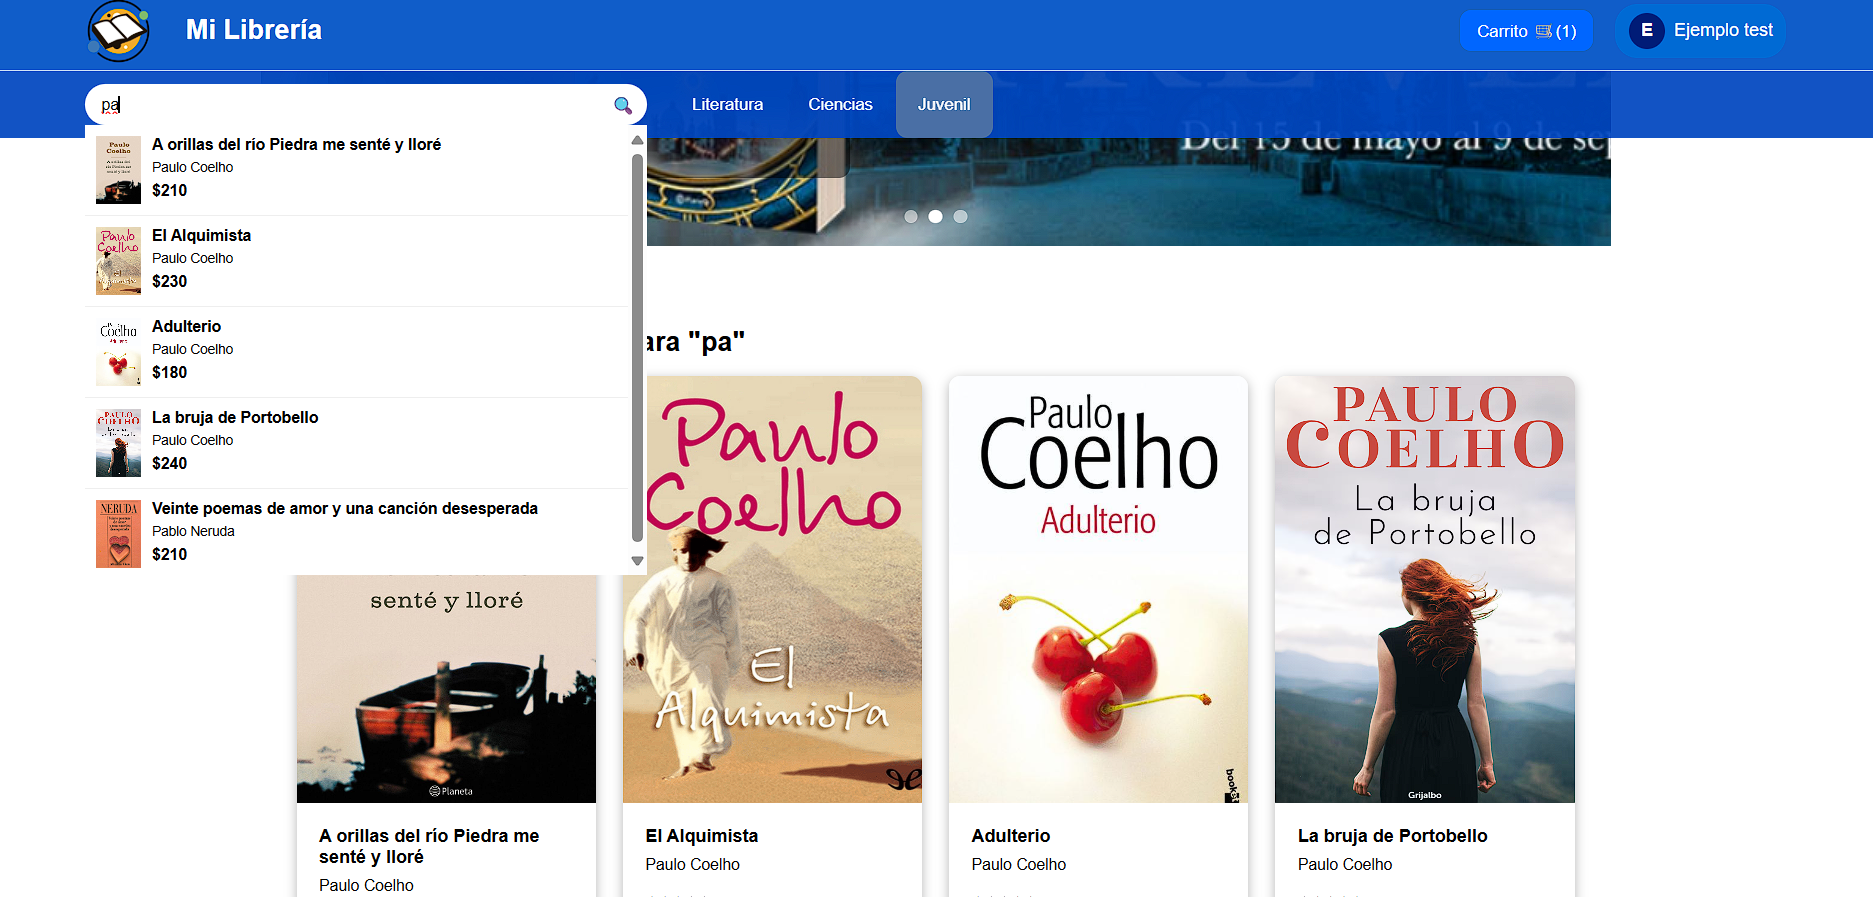 Mi Librería
Carrito (1)
E Ejemplo test
pa
Literatura
Ciencias
Juvenil
Del 15 de mayo al 9 de sep
A orillas del río Piedra me senté y lloré
Paulo Coelho
$210
El Alquimista
Paulo Coelho
$230
Adulterio
Paulo Coelho
$180
La bruja de Portobello
Paulo Coelho
$240
Veinte poemas de amor y una canción desesperada
Pablo Neruda
$210
ara "pa"
senté y lloré
Planeta
Paulo
Coelho
El
Alquimista
Paulo
Coelho
Adulterio
booket
PAULO
COELHO
La bruja
de Portobello
Grijalbo
A orillas del río Piedra me
senté y lloré
Paulo Coelho
El Alquimista
Paulo Coelho
Adulterio
Paulo Coelho
La bruja de Portobello
Paulo Coelho